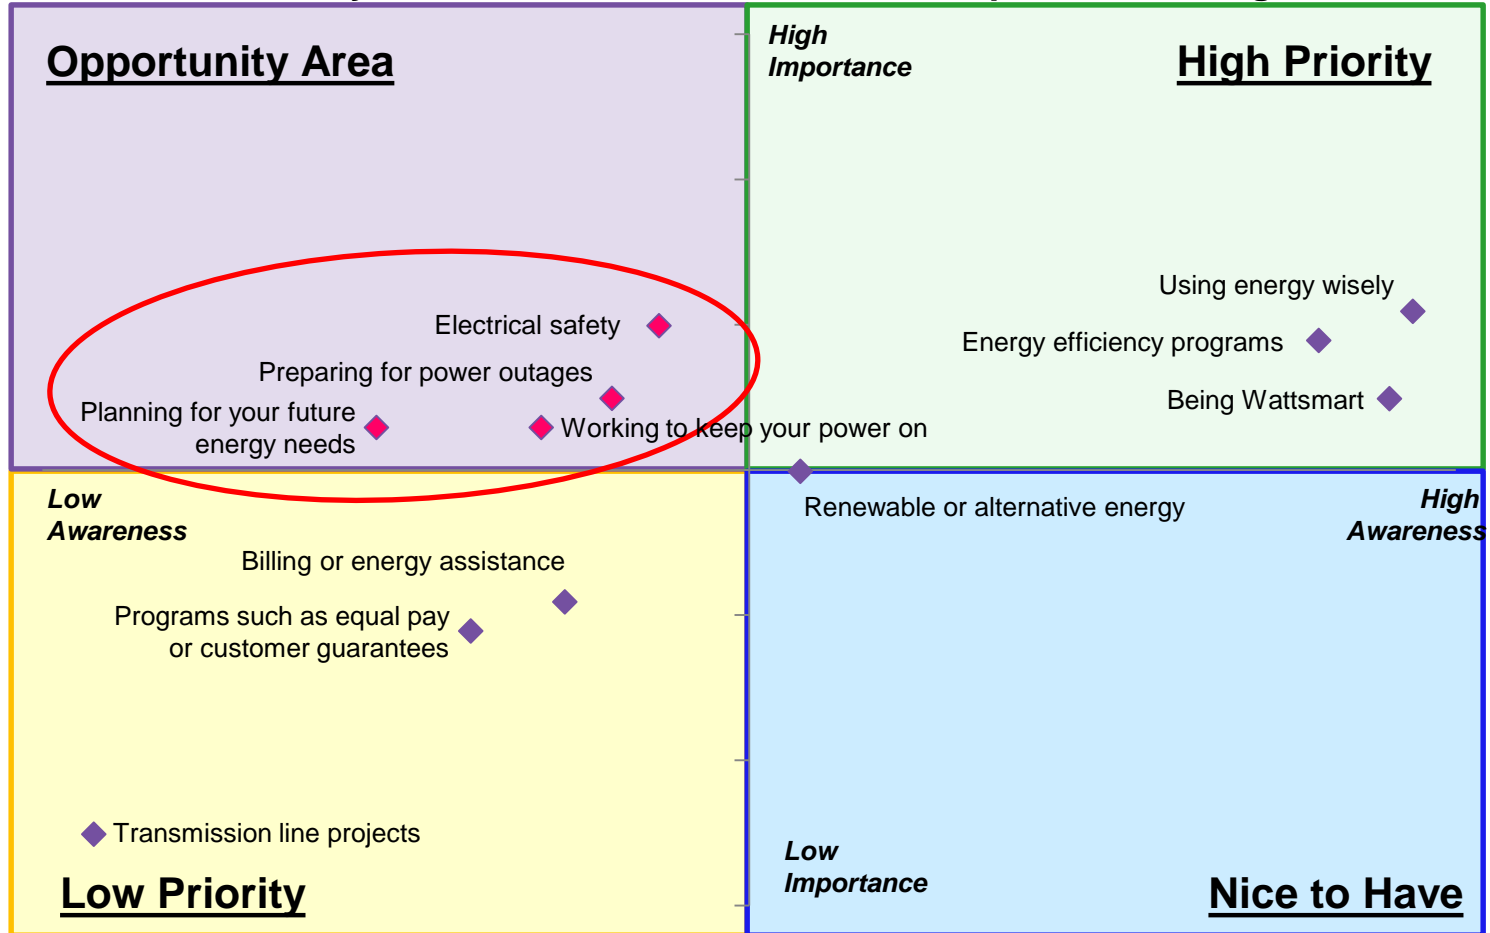 Opportunity Area
High
Importance
High Priority
Using energy wisely
Electrical safety
Energy efficiency programs
Preparing for power outages
Being Wattsmart
Planning for your future
energy needs
Working to keep your power on
Low
Awareness
Renewable or alternative energy
High
Awareness
Billing or energy assistance
Programs such as equal pay
or customer guarantees
Transmission line projects
Low
Importance
Low Priority
Nice to Have